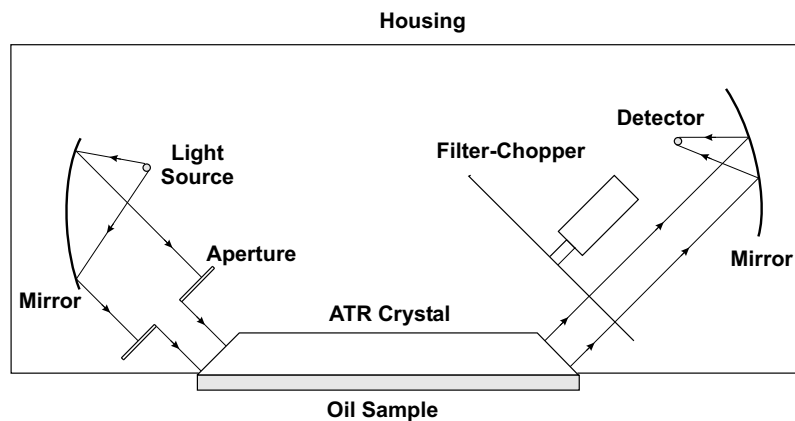 Housing
Detector
Light
Source
Filter-Chopper
Aperture
Mirror
Mirror
ATR Crystal
Oil Sample